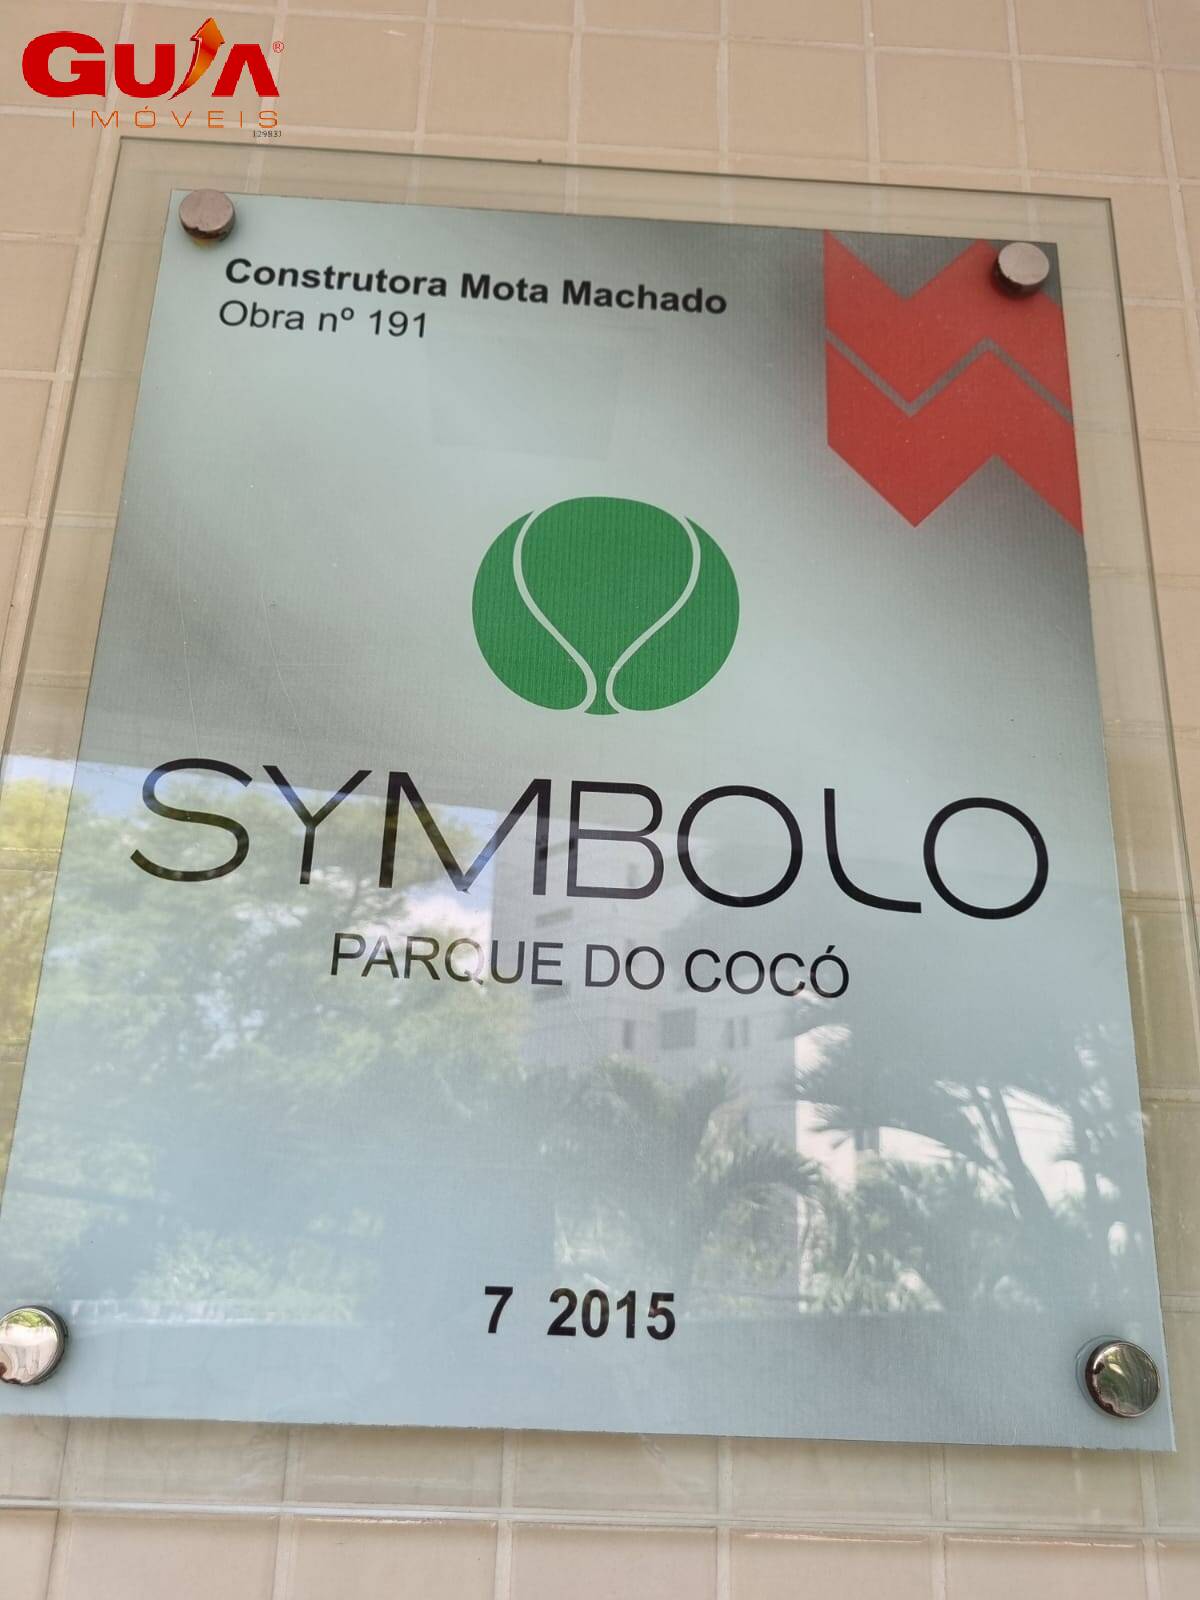 GUIA®
IMÓVEIS
Construtora Mota Machado
Obra nº 191
SYMBOLO
PARQUE DO COCÓ
7 2015